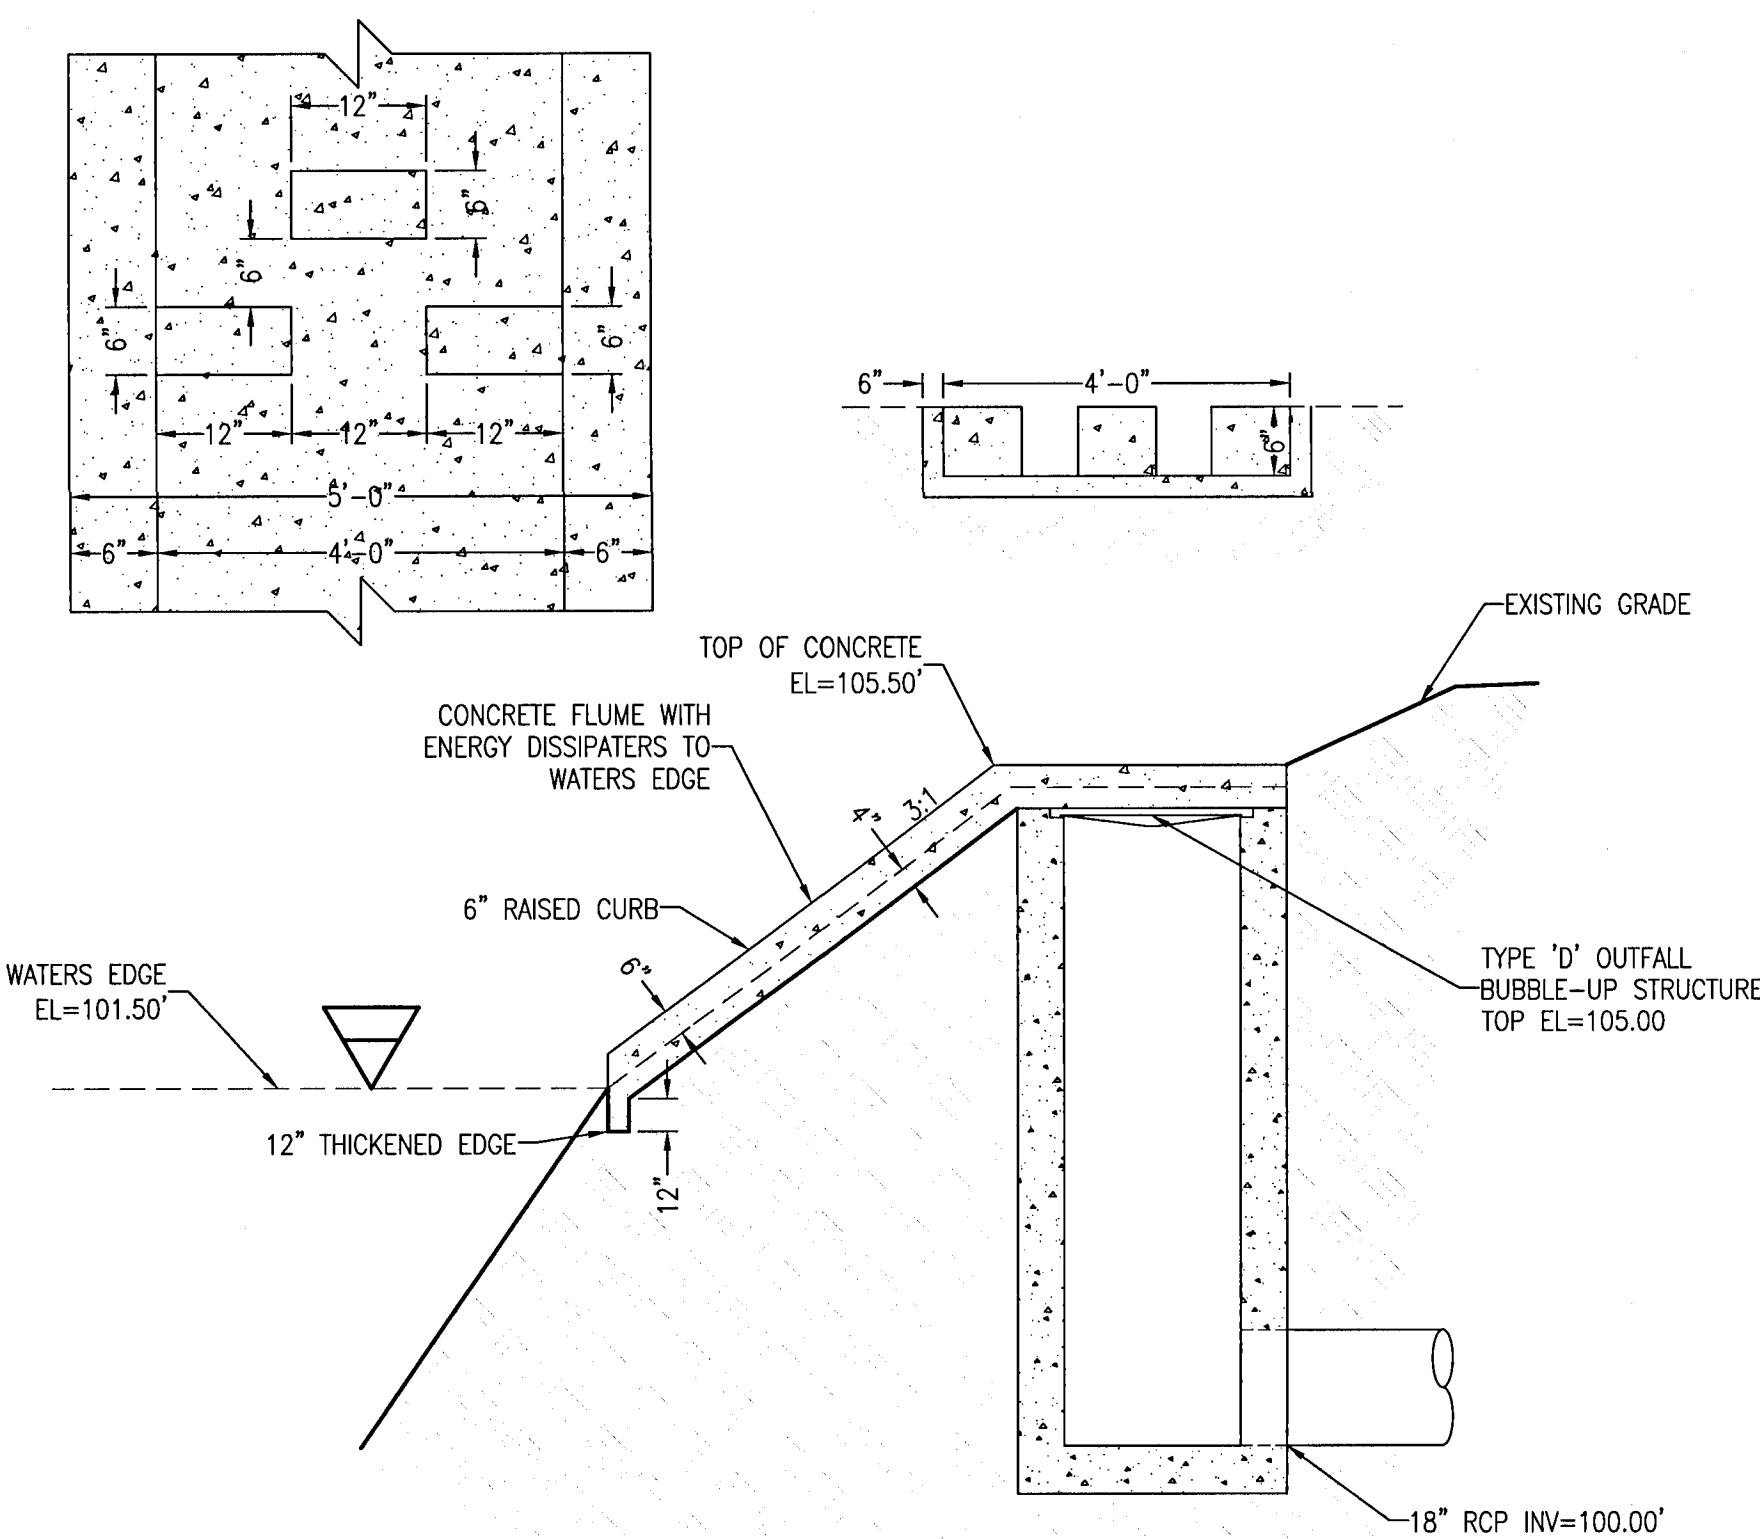 12"
6"
6"
6"
6"
12"
12"
12"
5'-0"
6"
4'-0"
6"
6"
4'-0"
6"
EXISTING GRADE
TOP OF CONCRETE
EL=105.50'
CONCRETE FLUME WITH
ENERGY DISSIPATERS TO
WATERS EDGE
4"
3:1
6" RAISED CURB
6"
WATERS EDGE
EL=101.50'
TYPE 'D' OUTFALL
BUBBLE-UP STRUCTURE
TOP EL=105.00
12" THICKENED EDGE
12"
18" RCP INV=100.00'